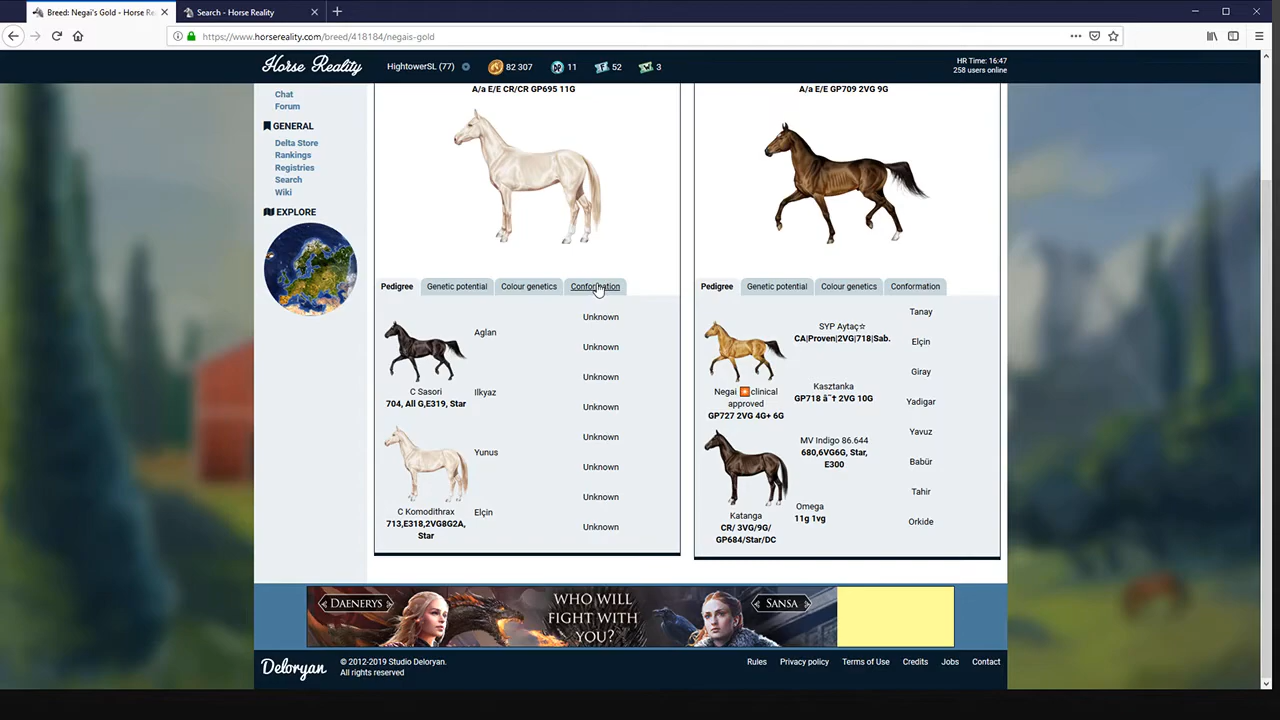 Breed: Negai's Gold - Horse Re
Search - Horse Reality
https://www.horsereality.com/breed/418184/negais-gold
Horse Reality
HightowerSL (77)
82 307
11
52
3
HR Time: 16:47
258 users online
Chat
Forum
GENERAL
Delta Store
Rankings
Registries
Search
Wiki
EXPLORE
A/a E/E CR/CR GP695 11G
Pedigree
Genetic potential
Colour genetics
Conformation
C Sasori
704, All G,E319, Star
C Komodithrax
713,E318,2VG8G2A,
Star
Aglan
Ilkyaz
Yunus
Elçin
Unknown
Unknown
Unknown
Unknown
Unknown
Unknown
Unknown
Unknown
A/a E/E GP709 2VG 9G
Pedigree
Genetic potential
Colour genetics
Conformation
Negai clinical
approved
GP727 2VG 4G+ 6G
Katanga
CR/ 3VG/9G/
GP684/Star/DC
SYP Aytaç☆
CA|Proven|2VG|718|Sab.
Kasztanka
GP718 â¨† 2VG 10G
MV Indigo 86.644
680,6VG6G, Star,
E300
Omega
11g 1vg
Tanay
Elçin
Giray
Yadigar
Yavuz
Babür
Tahir
Orkide
DAENERYS
WHO WILL
FIGHT WITH
YOU?
SANSA
Deloryan
© 2012-2019 Studio Deloryan.
All rights reserved
Rules
Privacy policy
Terms of Use
Credits
Jobs
Contact